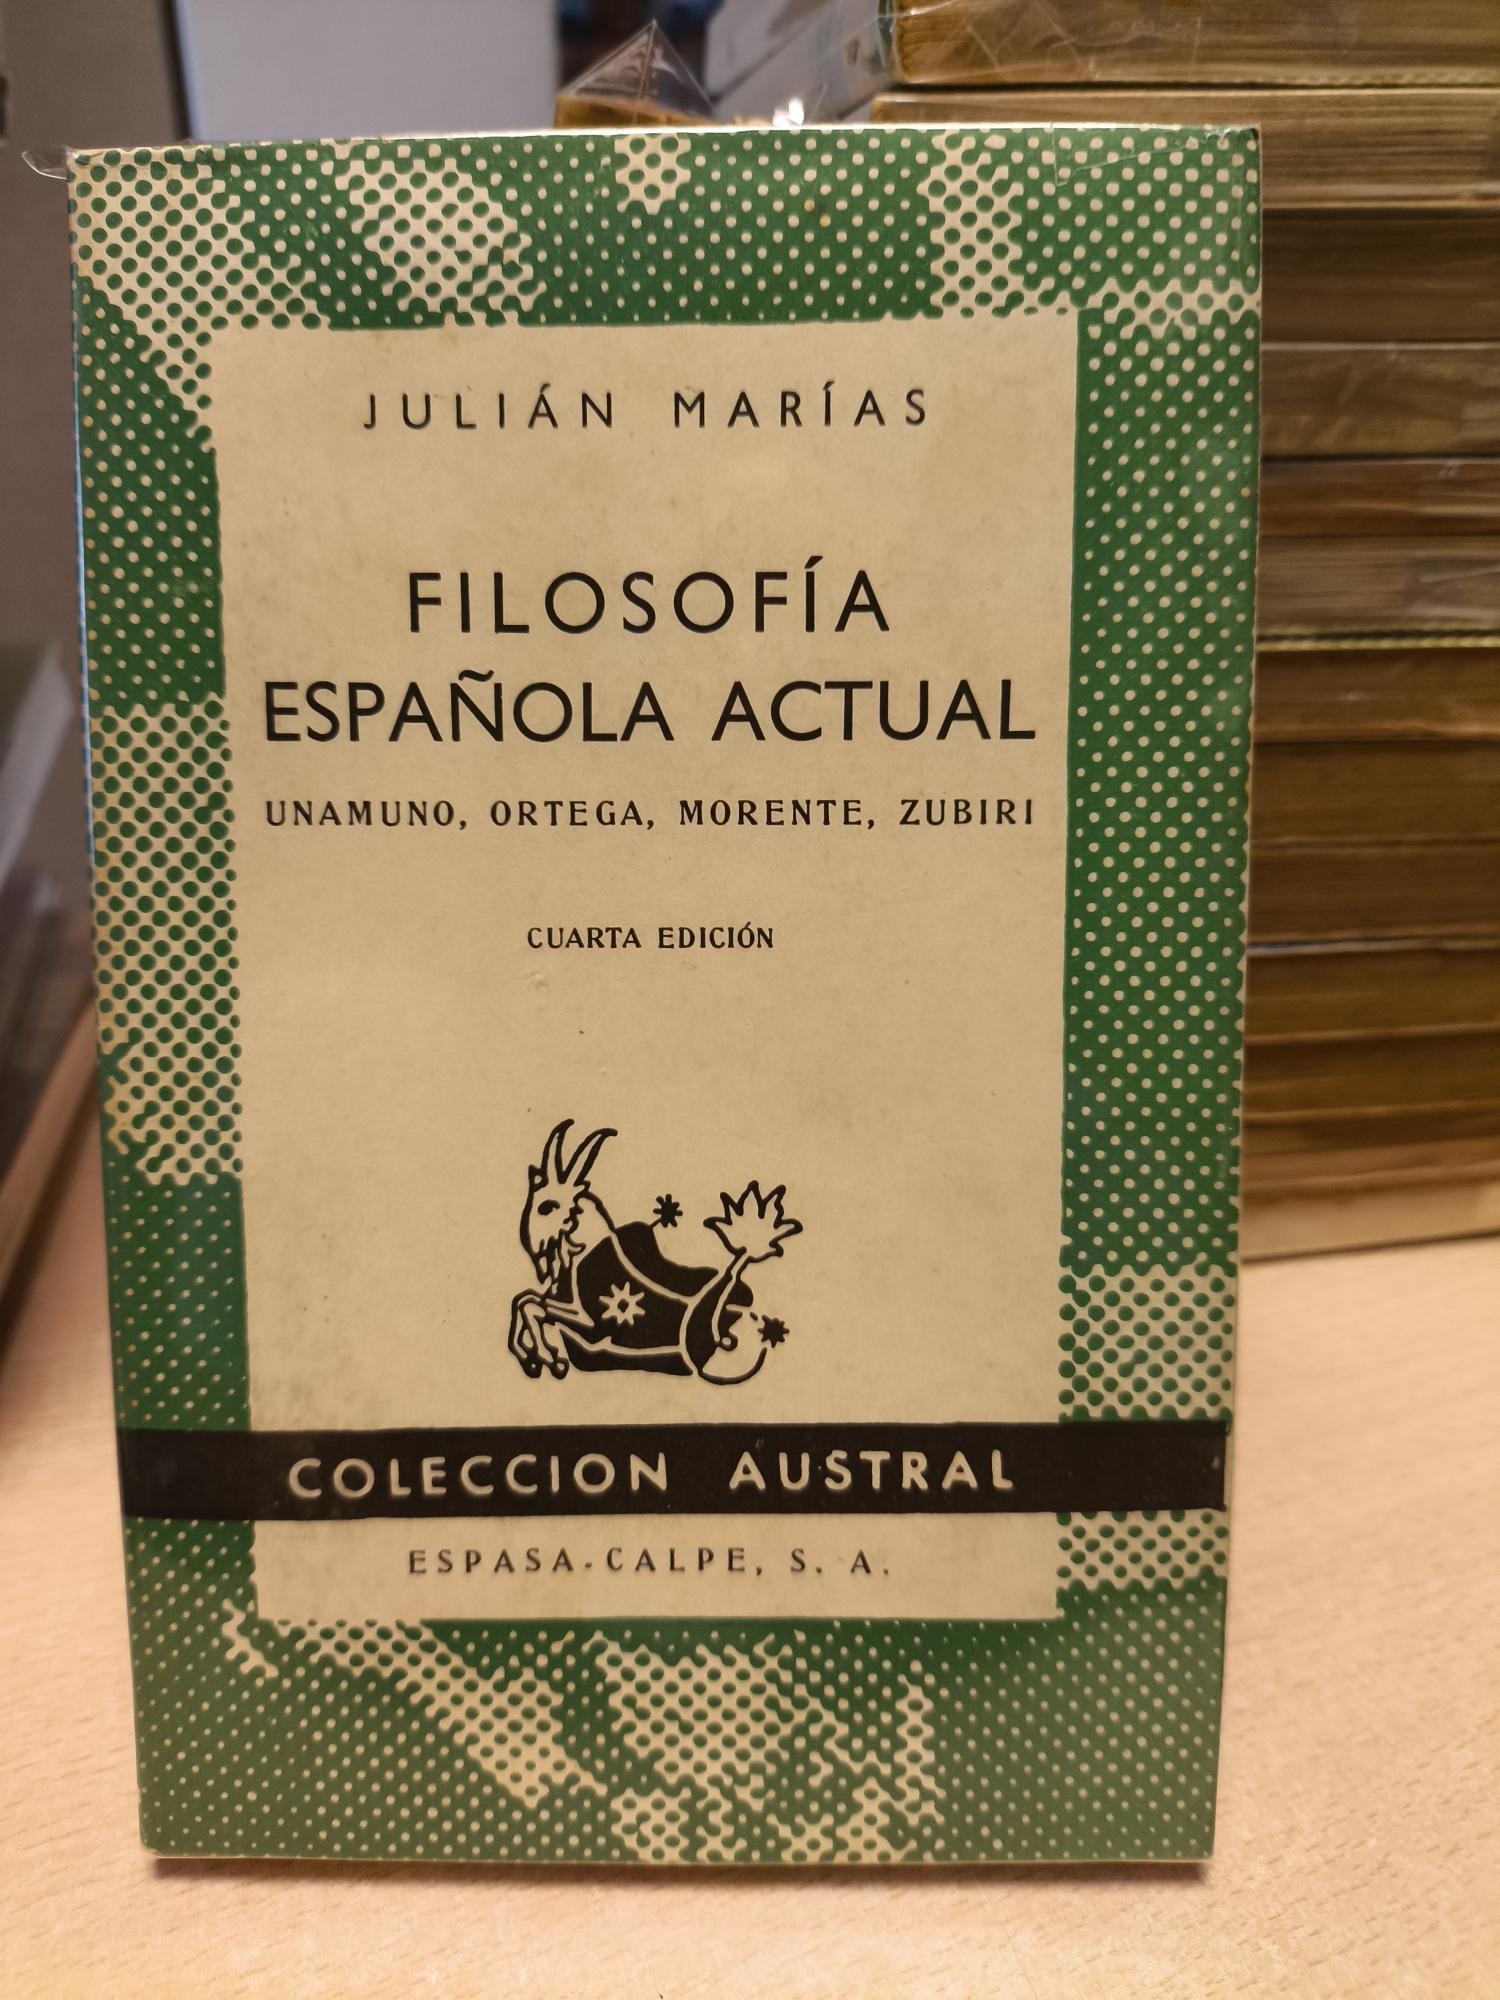 JULIÁN MARÍAS
FILOSOFÍA
ESPAÑOLA ACTUAL
UNAMUNO, ORTEGA, MORENTE, ZUBIRI
CUARTA EDICIÓN
COLECCION AUSTRAL
ESPASA-CALPE, S. A.